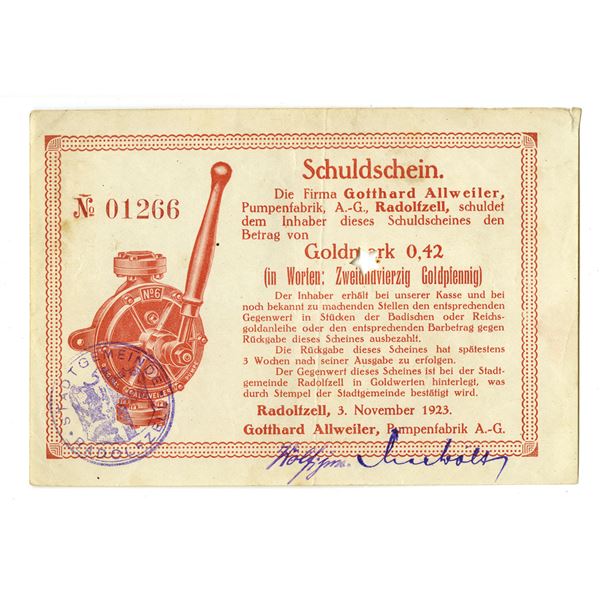 № 01266
Schuldschein.
Die Firma Gotthard Allweiler,
Pumpenfabrik, A.-G., Radolfzell, schuldet
dem Inhaber dieses Schuldscheines den
Betrag von
Goldmark 0,42
(in Worten: Zweiundvierzig Goldpfennig)
Der Inhaber erhält bei unserer Kasse und bei
noch bekannt zu machenden Stellen den entsprechenden
Gegenwert in Stücken der Badischen oder Reichs-
goldanleihe oder den entsprechenden Barbetrag gegen
Rückgabe dieses Scheines ausbezahlt.
Die Rückgabe dieses Scheines hat spätestens
3 Wochen nach seiner Ausgabe zu erfolgen.
Der Gegenwert dieses Scheines ist bei der Stadt-
gemeinde Radolfzell in Goldwerten hinterlegt, was
durch Stempel der Stadtgemeinde bestätigt wird.
Radolfzell, 3. November 1923.
Gotthard Allweiler, Pumpenfabrik A.-G.
No6
STADTGEMEINDE